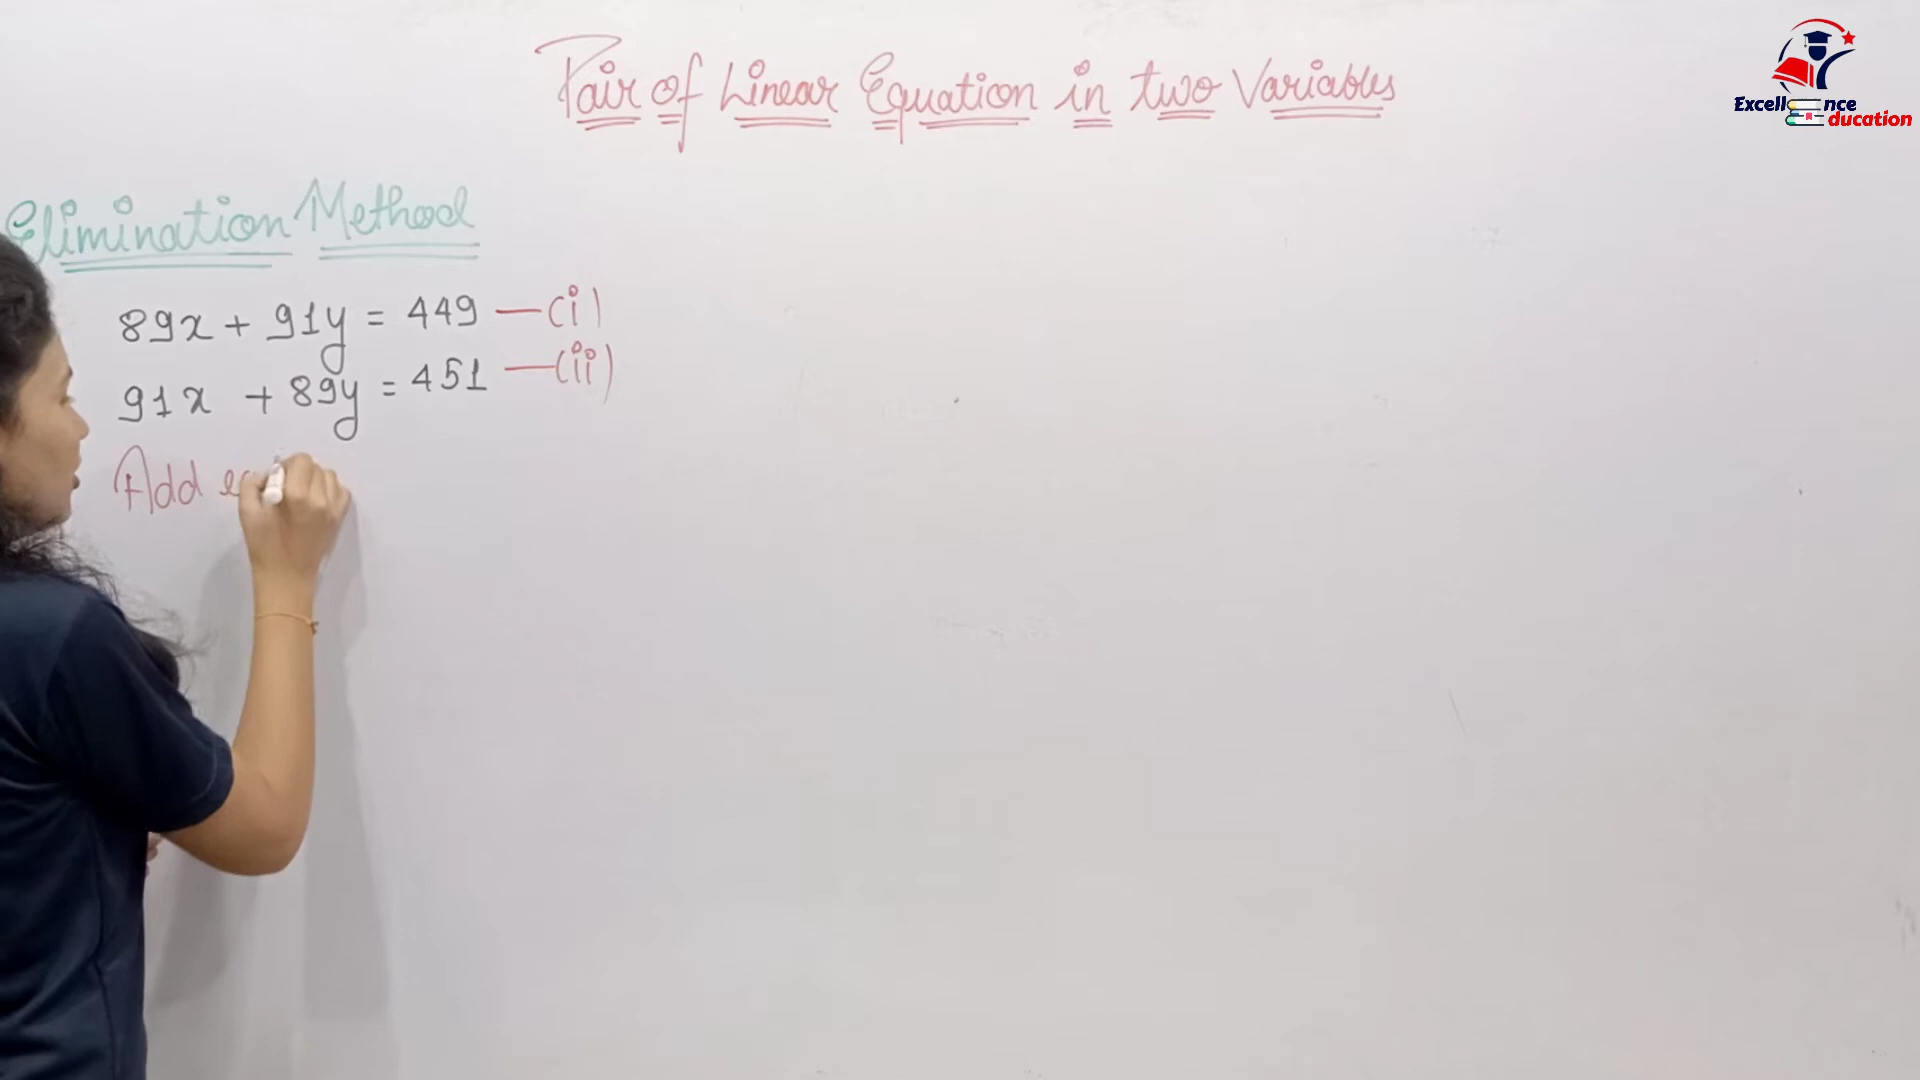 Pair of Linear Equation in two Variables
Excellence
Education
Elimination Method
89x + 91y = 449 —(i)
91x + 89y = 451 —(ii)
Add